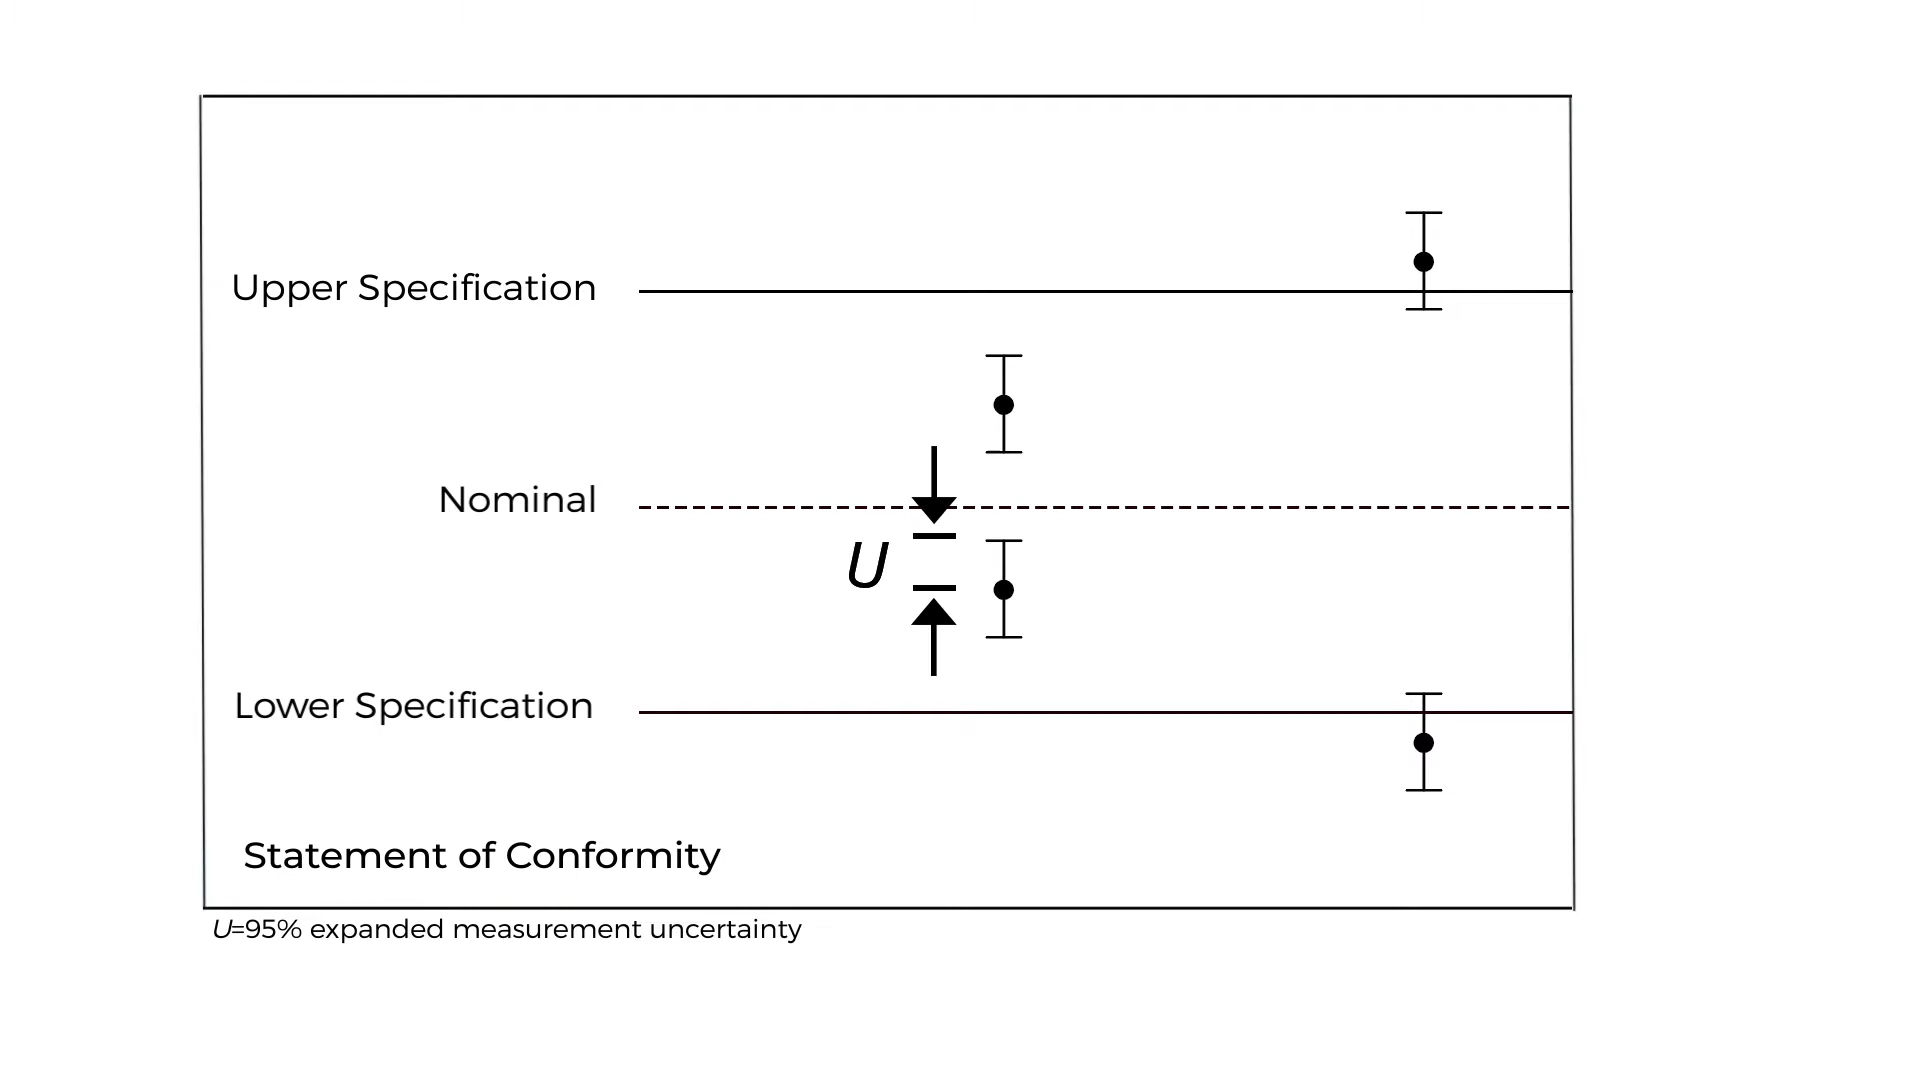 Upper Specification
Nominal
U
Lower Specification
Statement of Conformity
U=95% expanded measurement uncertainty